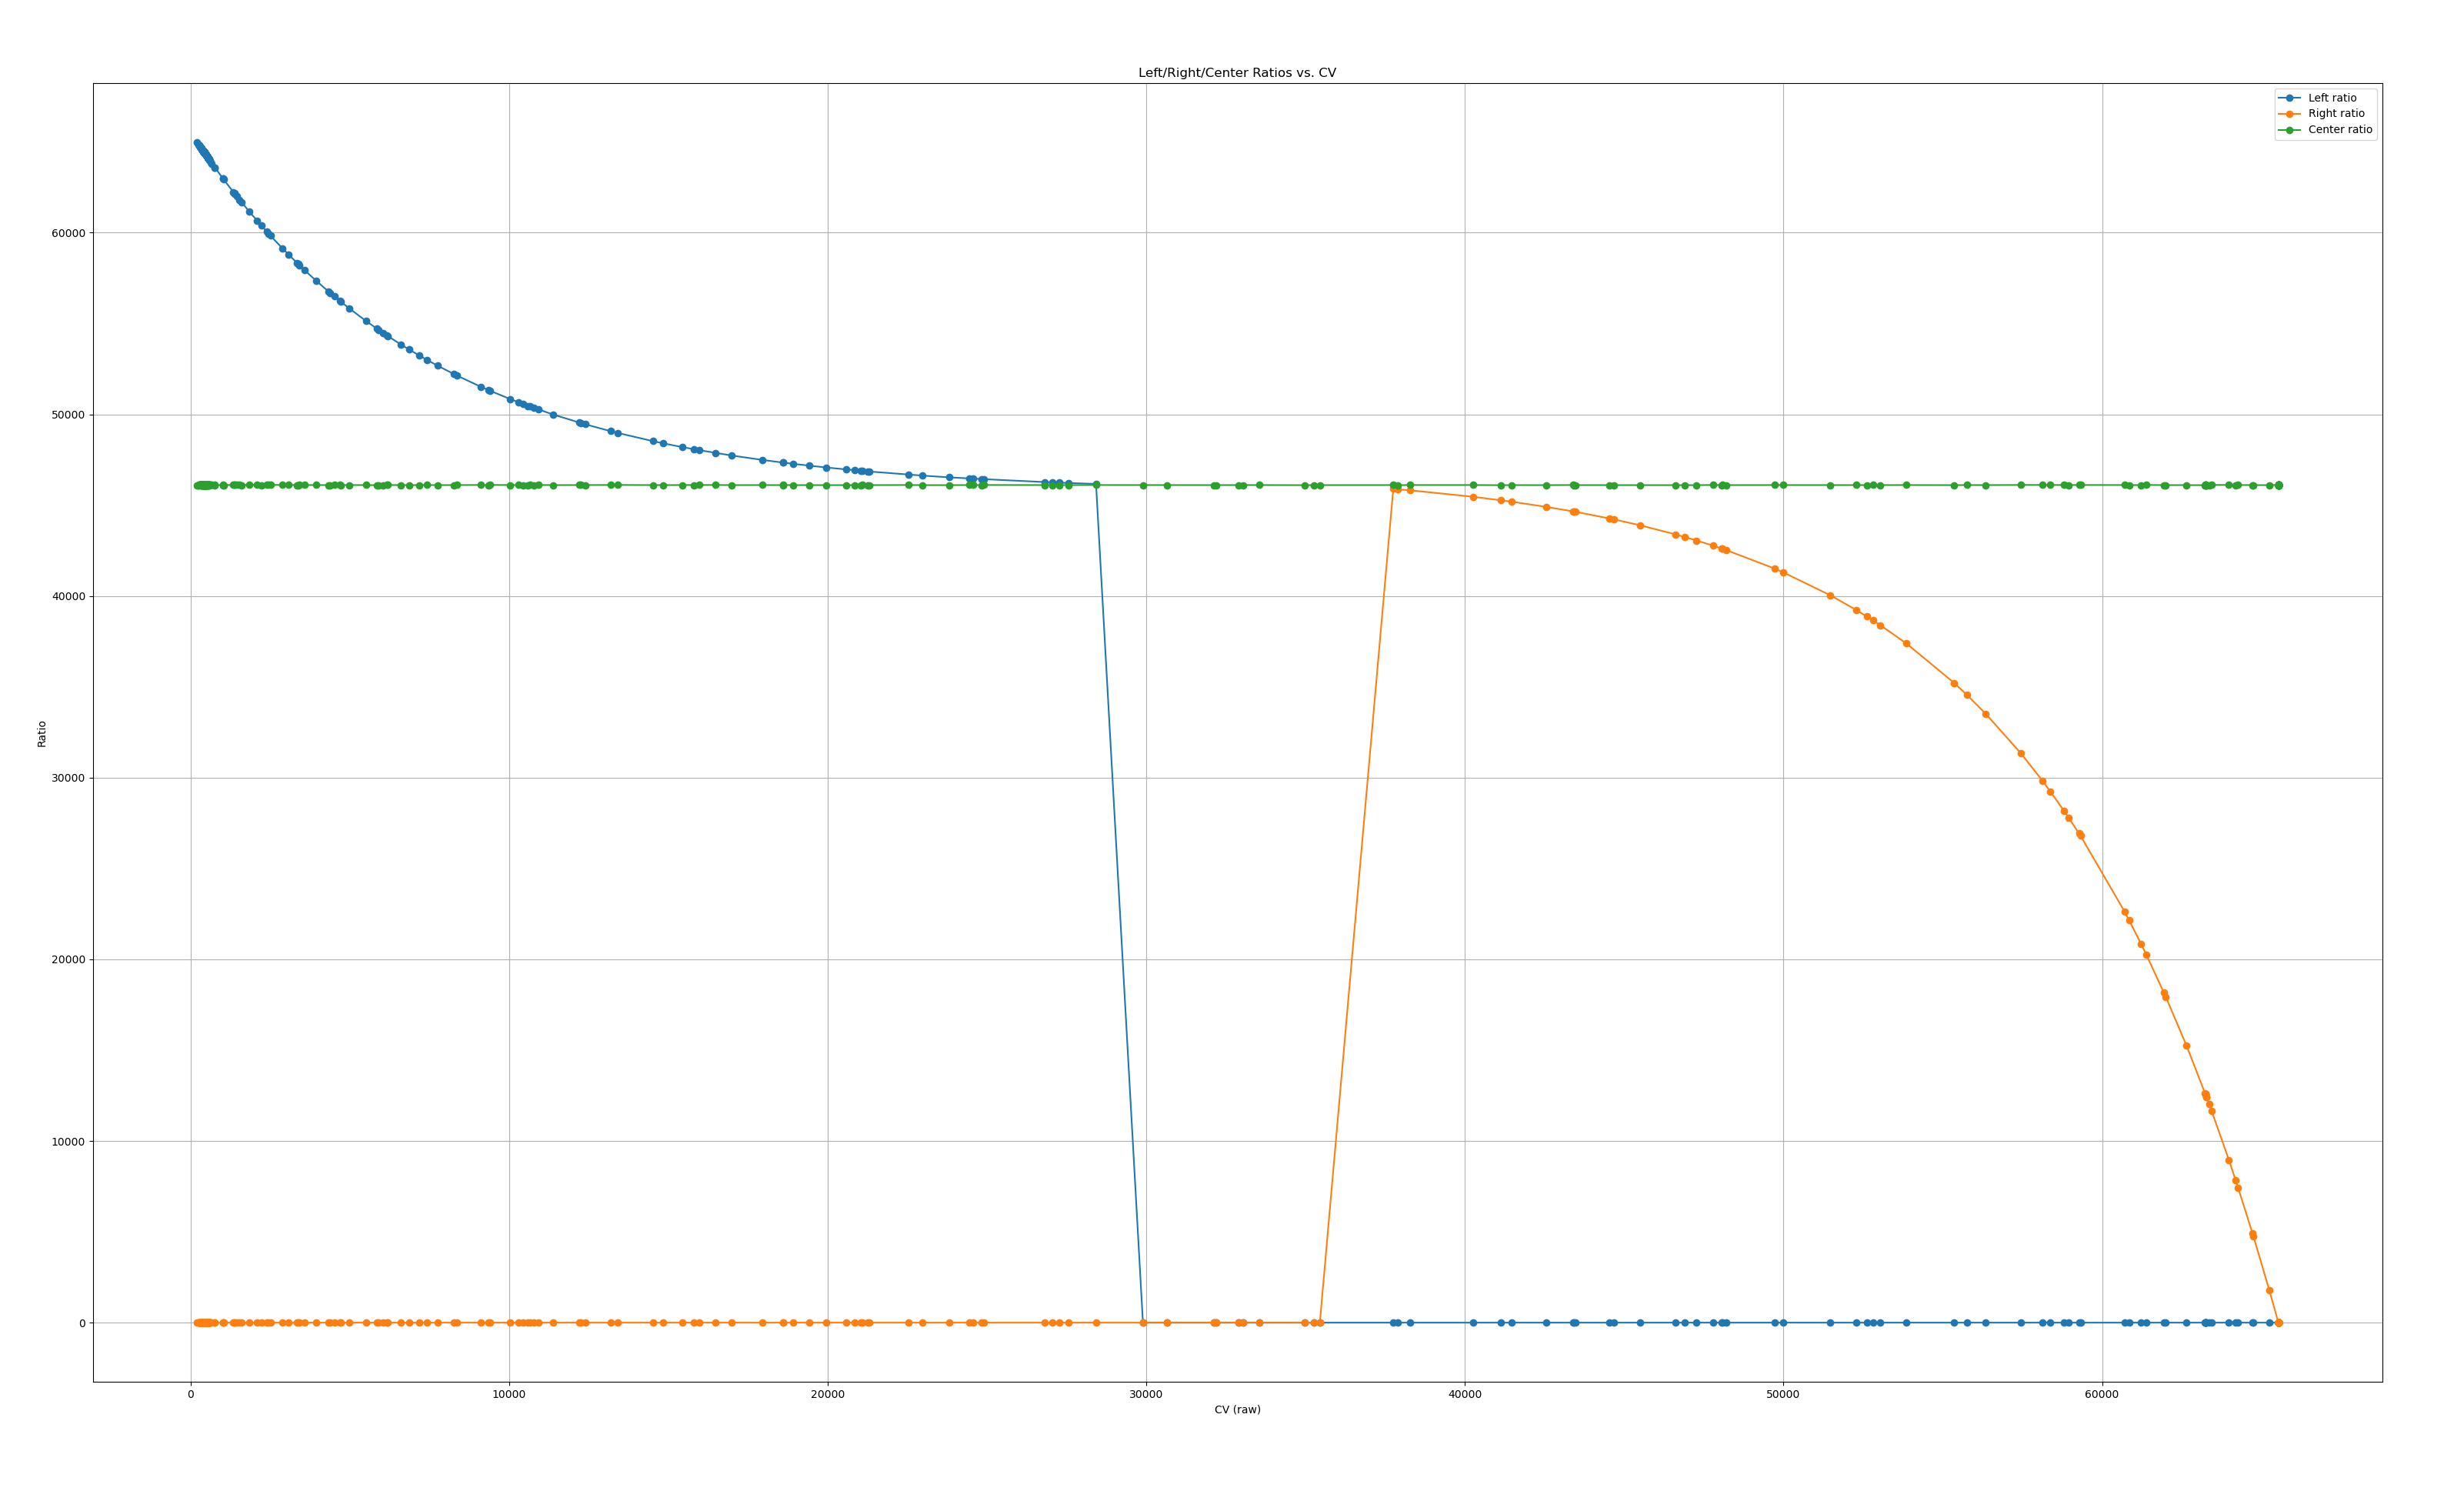 Left/Right/Center Ratios vs. CV
Left ratio
Right ratio
Center ratio
60000
50000
40000
30000
20000
10000
0
Ratio
0 10000 20000 30000 40000 50000 60000
CV (raw)